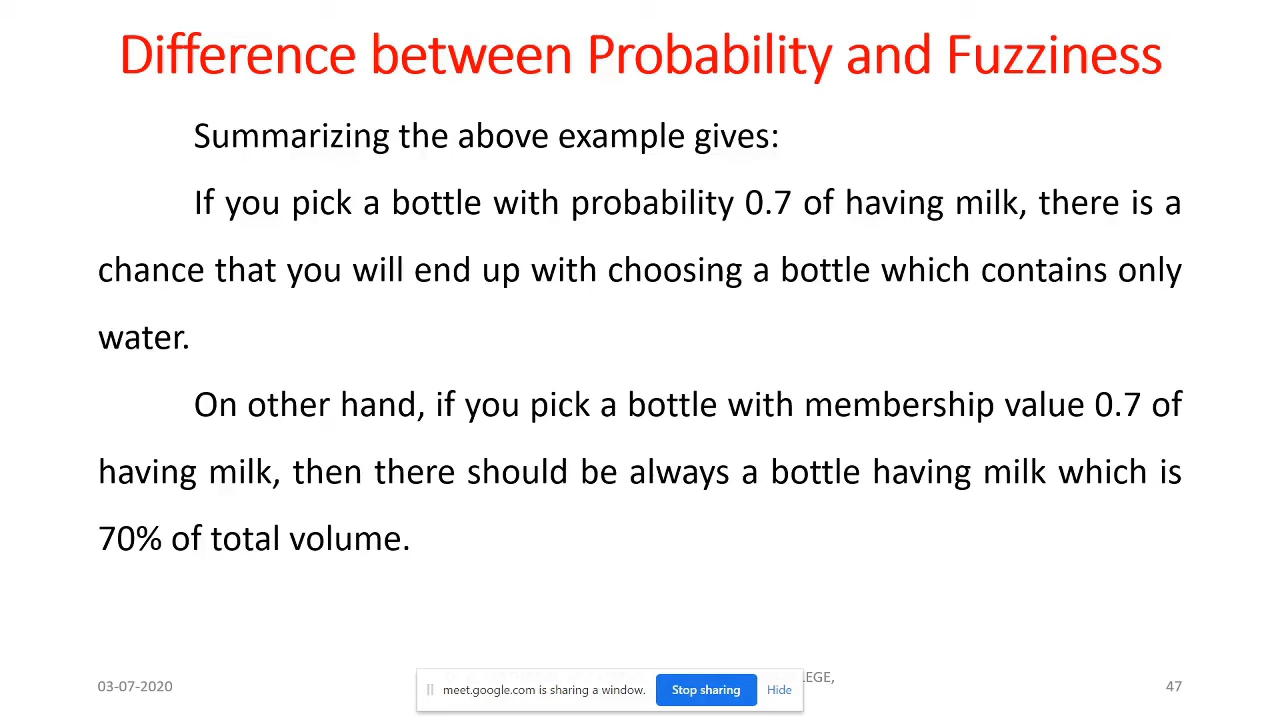 Difference between Probability and Fuzziness
Summarizing the above example gives:
If you pick a bottle with probability 0.7 of having milk, there is a
chance that you will end up with choosing a bottle which contains only
water.
On other hand, if you pick a bottle with membership value 0.7 of
having milk, then there should be always a bottle having milk which is
70% of total volume.
03-07-2020
LEGE,
meet.google.com is sharing a window.
Stop sharing
Hide
47